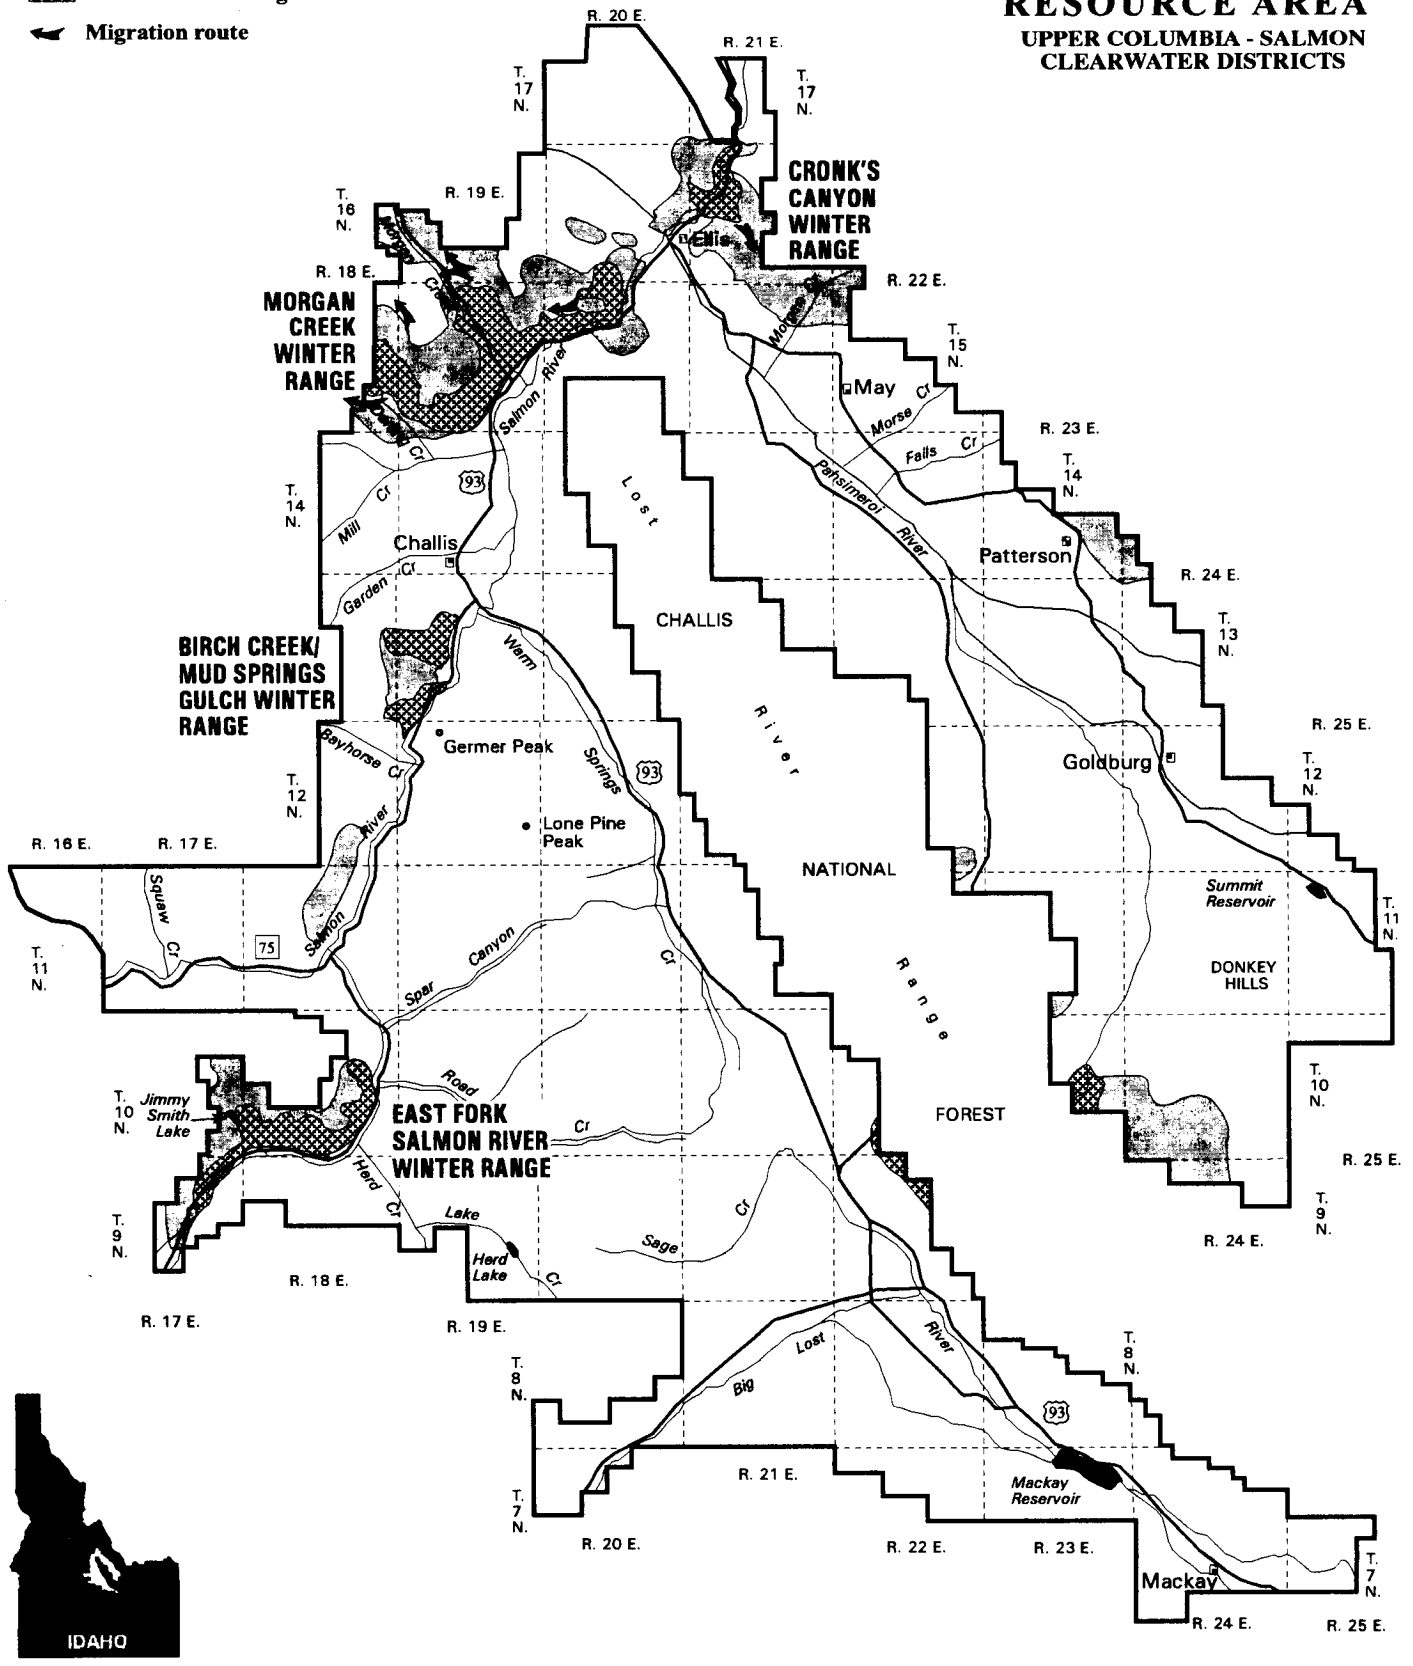 RESOURCE AREA
UPPER COLUMBIA - SALMON
CLEARWATER DISTRICTS
Migration route
R. 20 E.
R. 21 E.
T.
17
N.
T.
17
N.
CRONK'S
CANYON
WINTER
RANGE
R. 19 E.
T.
16
N.
Morgan
Ellis
R. 18 E.
R. 22 E.
MORGAN
CREEK
WINTER
RANGE
Morgan Cr
T.
15
N.
Salmon River
May
Morse Cr
Falls Cr
R. 23 E.
T.
14
N.
Cr
93
Lost
Pahsimeroi
River
T.
14
N.
Mill Cr
Challis
Patterson
Garden Cr
R. 24 E.
CHALLIS
T.
13
N.
BIRCH CREEK/
MUD SPRINGS
GULCH WINTER
RANGE
Warm
Springs
River
R. 25 E.
Bayhorse Cr
Germer Peak
93
Goldburg
T.
12
N.
T.
12
N.
Lone Pine
Peak
River
R. 16 E.
R. 17 E.
NATIONAL
Squaw
Cr
Summit
Reservoir
T.
11
N.
Salmon
75
T.
11
N.
Spar Canyon
Cr
Range
DONKEY
HILLS
T.
10
N.
Jimmy
Smith
Lake
Road
Cr
EAST FORK
SALMON RIVER
WINTER RANGE
FOREST
T.
10
N.
R. 25 E.
Herd
Cr
Lake
Cr
Herd
Lake
Sage
Cr
T.
9
N.
T.
9
N.
R. 24 E.
R. 18 E.
R. 17 E.
R. 19 E.
River
Lost
Big
T.
8
N.
T.
8
N.
93
R. 21 E.
Mackay
Reservoir
T.
7
N.
R. 20 E.
R. 22 E.
R. 23 E.
Mackay
T.
7
N.
R. 24 E.
R. 25 E.
IDAHO